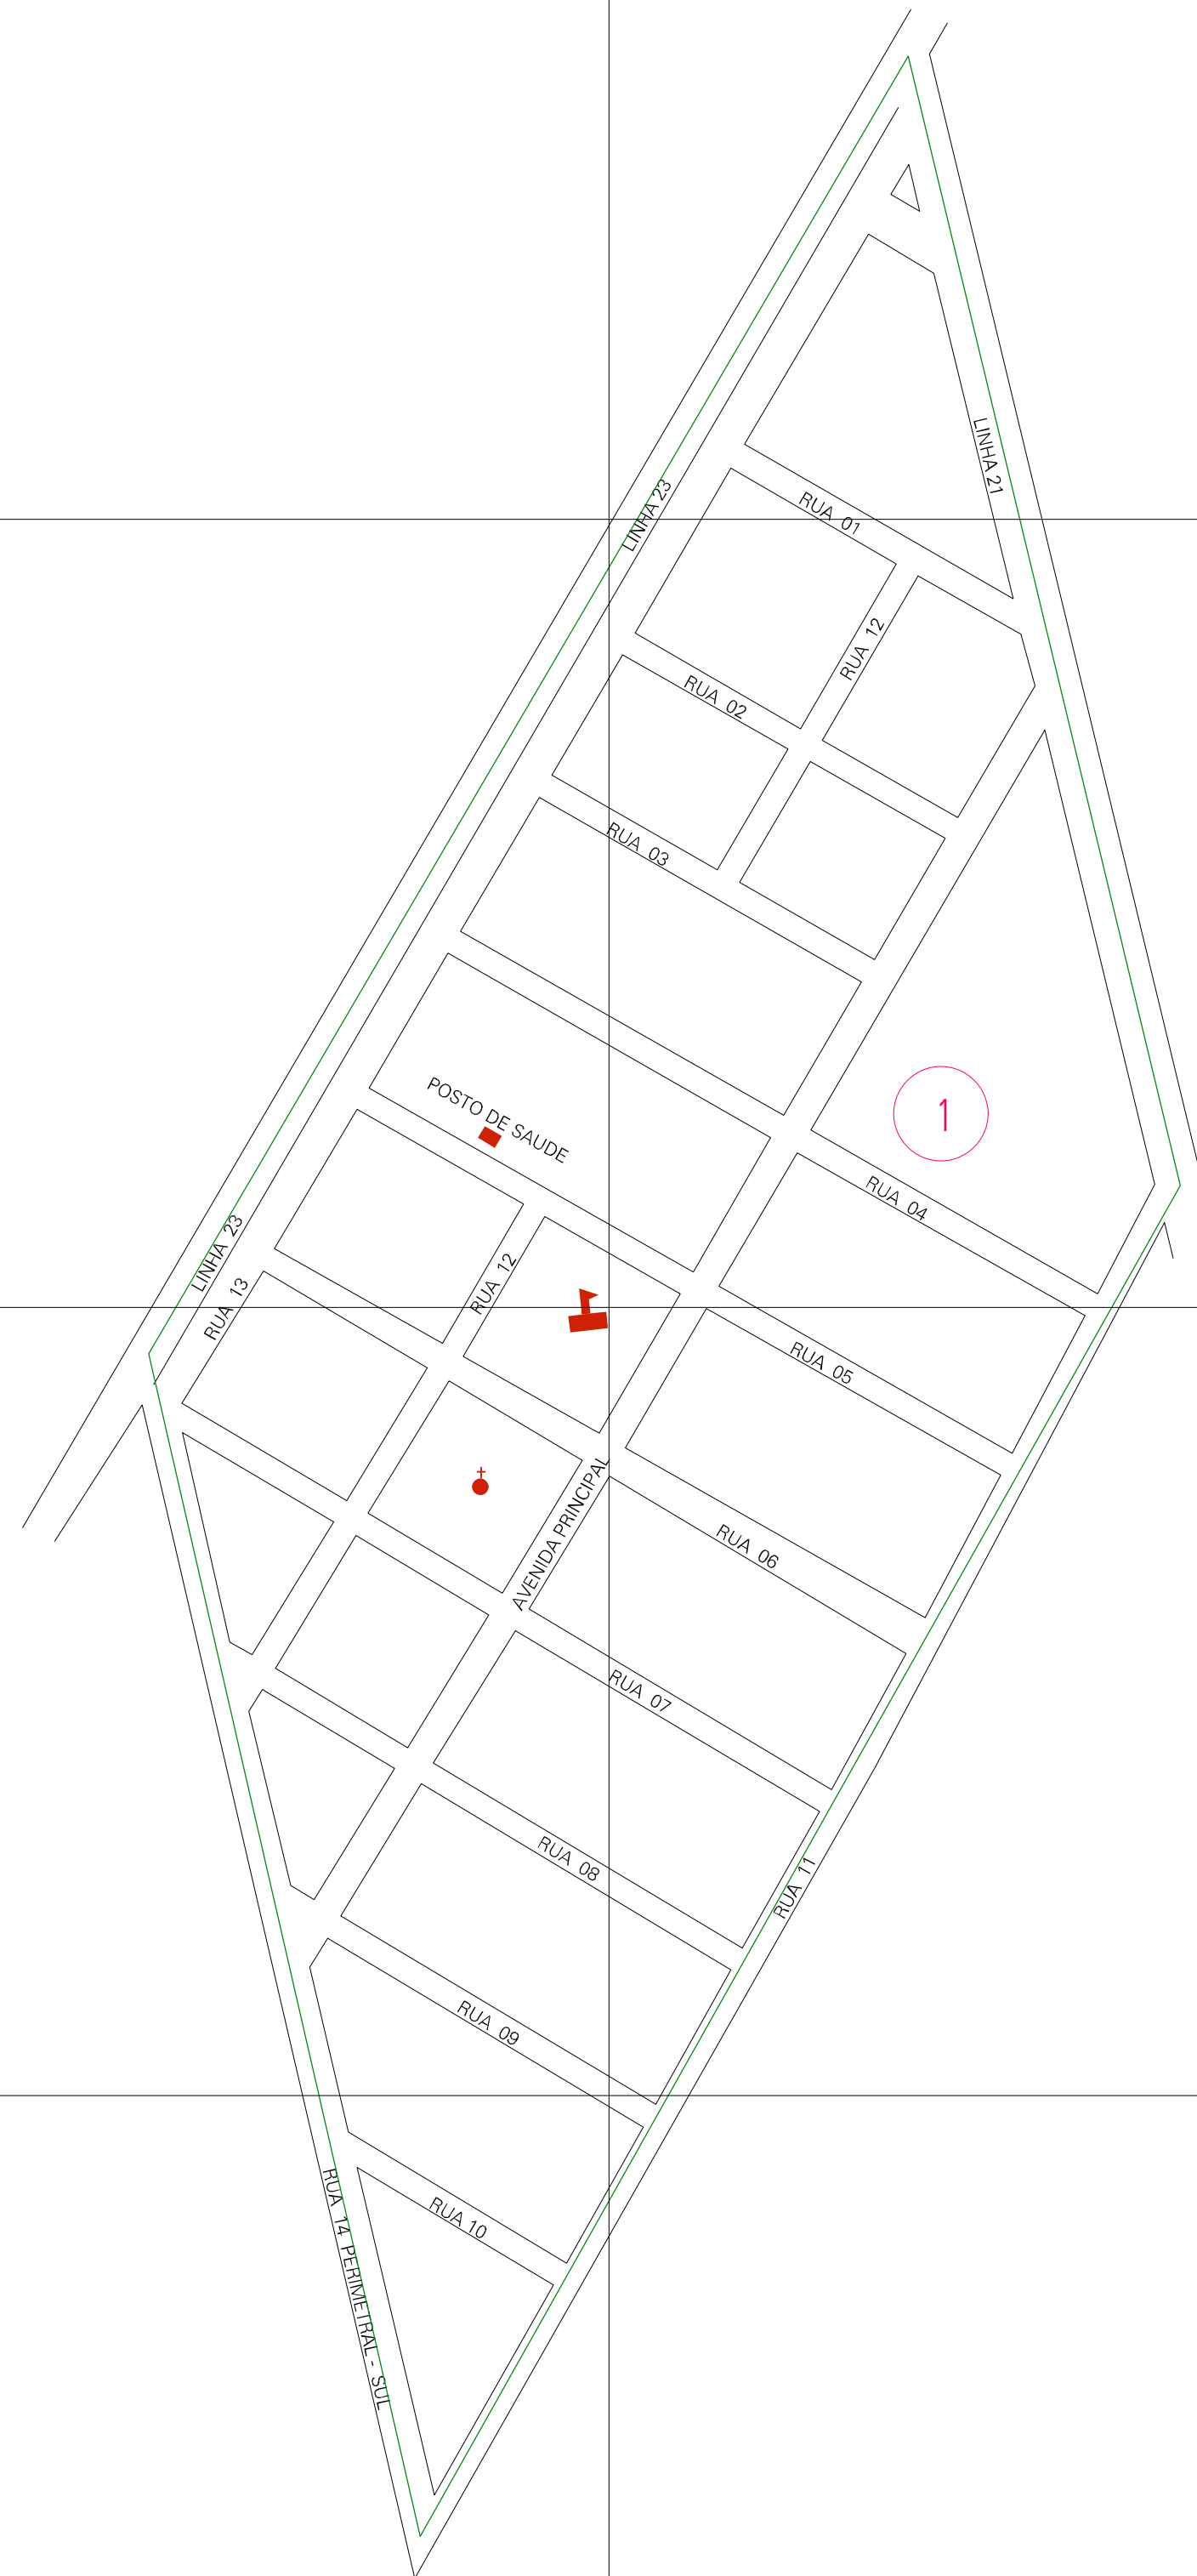 LINHA 21
LINHA 23
RUA 01
RUA 12
RUA 02
RUA 03
POSTO DE SAUDE
1
RUA 04
LINHA 23
RUA 13
RUA 12
RUA 05
AVENIDA PRINCIPAL
RUA 06
RUA 07
RUA 08
RUA 11
RUA 09
RUA 10
RUA 14 PERIMETRAL - SUL